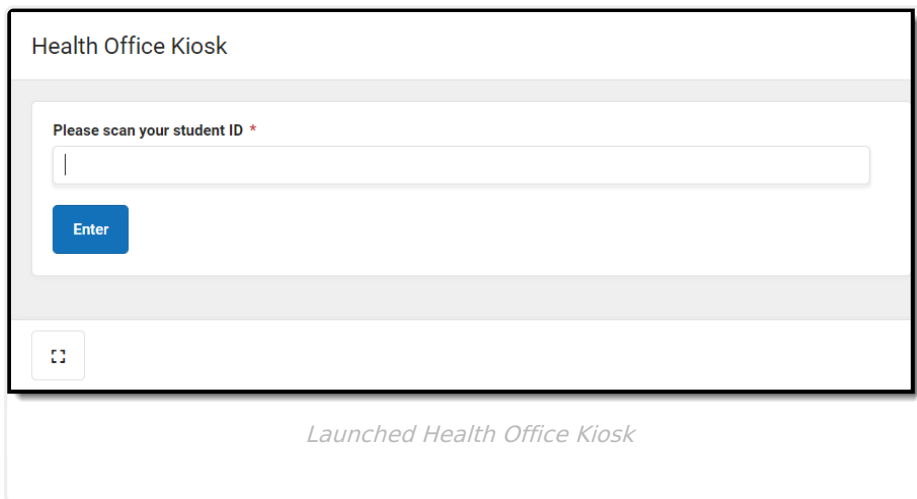 Health Office Kiosk
Please scan your student ID *
Enter
Launched Health Office Kiosk